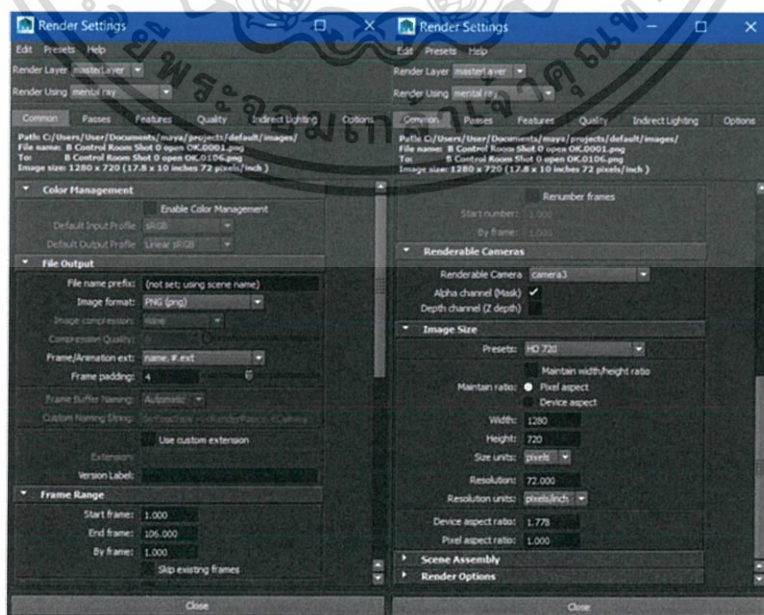 Render Settings
Edit Presets Help
Render Layer masterLayer
Render Using mental ray
Common Passes Features Quality Indirect Lighting Options
Path: C:/Users/User/Documents/maya/projects/default/images/
File name: B Control Room Shot 0 open OK.0001.png
To: B Control Room Shot 0 open OK.0106.png
Image size: 1280 x 720 (17.8 x 10 inches 72 pixels/inch )
Color Management
Enable Color Management
Default Input Profile sRGB
Default Output Profile Linear sRGB
File Output
File name prefix: (not set; using scene name)
Image format: PNG (png)
Image compression: none
Compression Quality: 0
Frame/Animation ext: name.#.ext
Frame padding: 4
Frame Buffer Naming: Automatic
Custom Naming String:
Use custom extension
Extension:
Version Label:
Frame Range
Start frame: 1.000
End frame: 106.000
By frame: 1.000
Skip existing frames
Close
Render Settings
Edit Presets Help
Render Layer masterLayer
Render Using mental ray
Common Passes Features Quality Indirect Lighting Options
Path: C:/Users/User/Documents/maya/projects/default/images/
File name: B Control Room Shot 0 open OK.0001.png
To: B Control Room Shot 0 open OK.0106.png
Image size: 1280 x 720 (17.8 x 10 inches 72 pixels/inch )
Renumber frames
Start number: 1.000
By frame: 1.000
Renderable Cameras
Renderable Camera camera3
Alpha channel (Mask)
Depth channel (Z depth)
Image Size
Presets: HD 720
Maintain width/height ratio
Maintain ratio: Pixel aspect
Device aspect
Width: 1280
Height: 720
Size units: pixels
Resolution: 72.000
Resolution units: pixels/inch
Device aspect ratio: 1.778
Pixel aspect ratio: 1.000
Scene Assembly
Render Options
Close